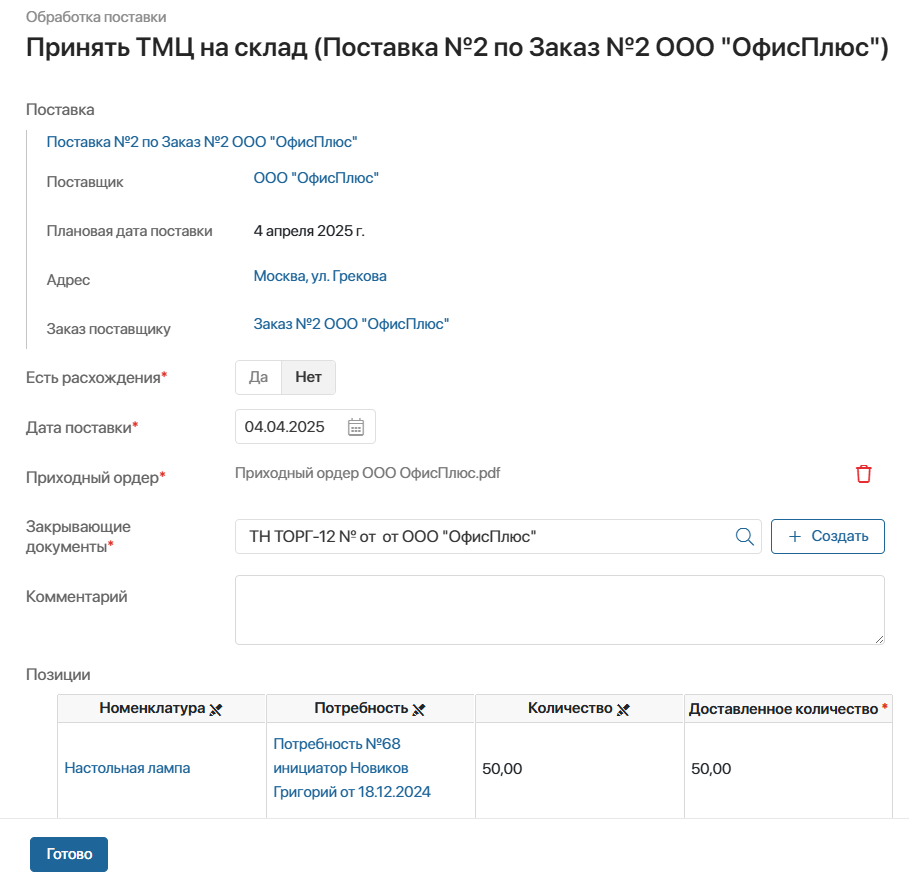 Обработка поставки
Принять ТМЦ на склад (Поставка №2 по Заказ №2 ООО "ОфисПлюс")
Поставка
Поставка №2 по Заказ №2 ООО "ОфисПлюс"
Поставщик ООО "ОфисПлюс"
Плановая дата поставки 4 апреля 2025 г.
Адрес Москва, ул. Грекова
Заказ поставщику Заказ №2 ООО "ОфисПлюс"
Есть расхождения* Да Нет
Дата поставки* 04.04.2025
Приходный ордер* Приходный ордер ООО ОфисПлюс.pdf
Закрывающие
документы* ТН ТОРГ-12 № от от ООО "ОфисПлюс" + Создать
Комментарий
Позиции
Номенклатура Потребность Количество Доставленное количество *
Настольная лампа
Потребность №68
инициатор Новиков
Григорий от 18.12.2024
50,00 50,00
Готово